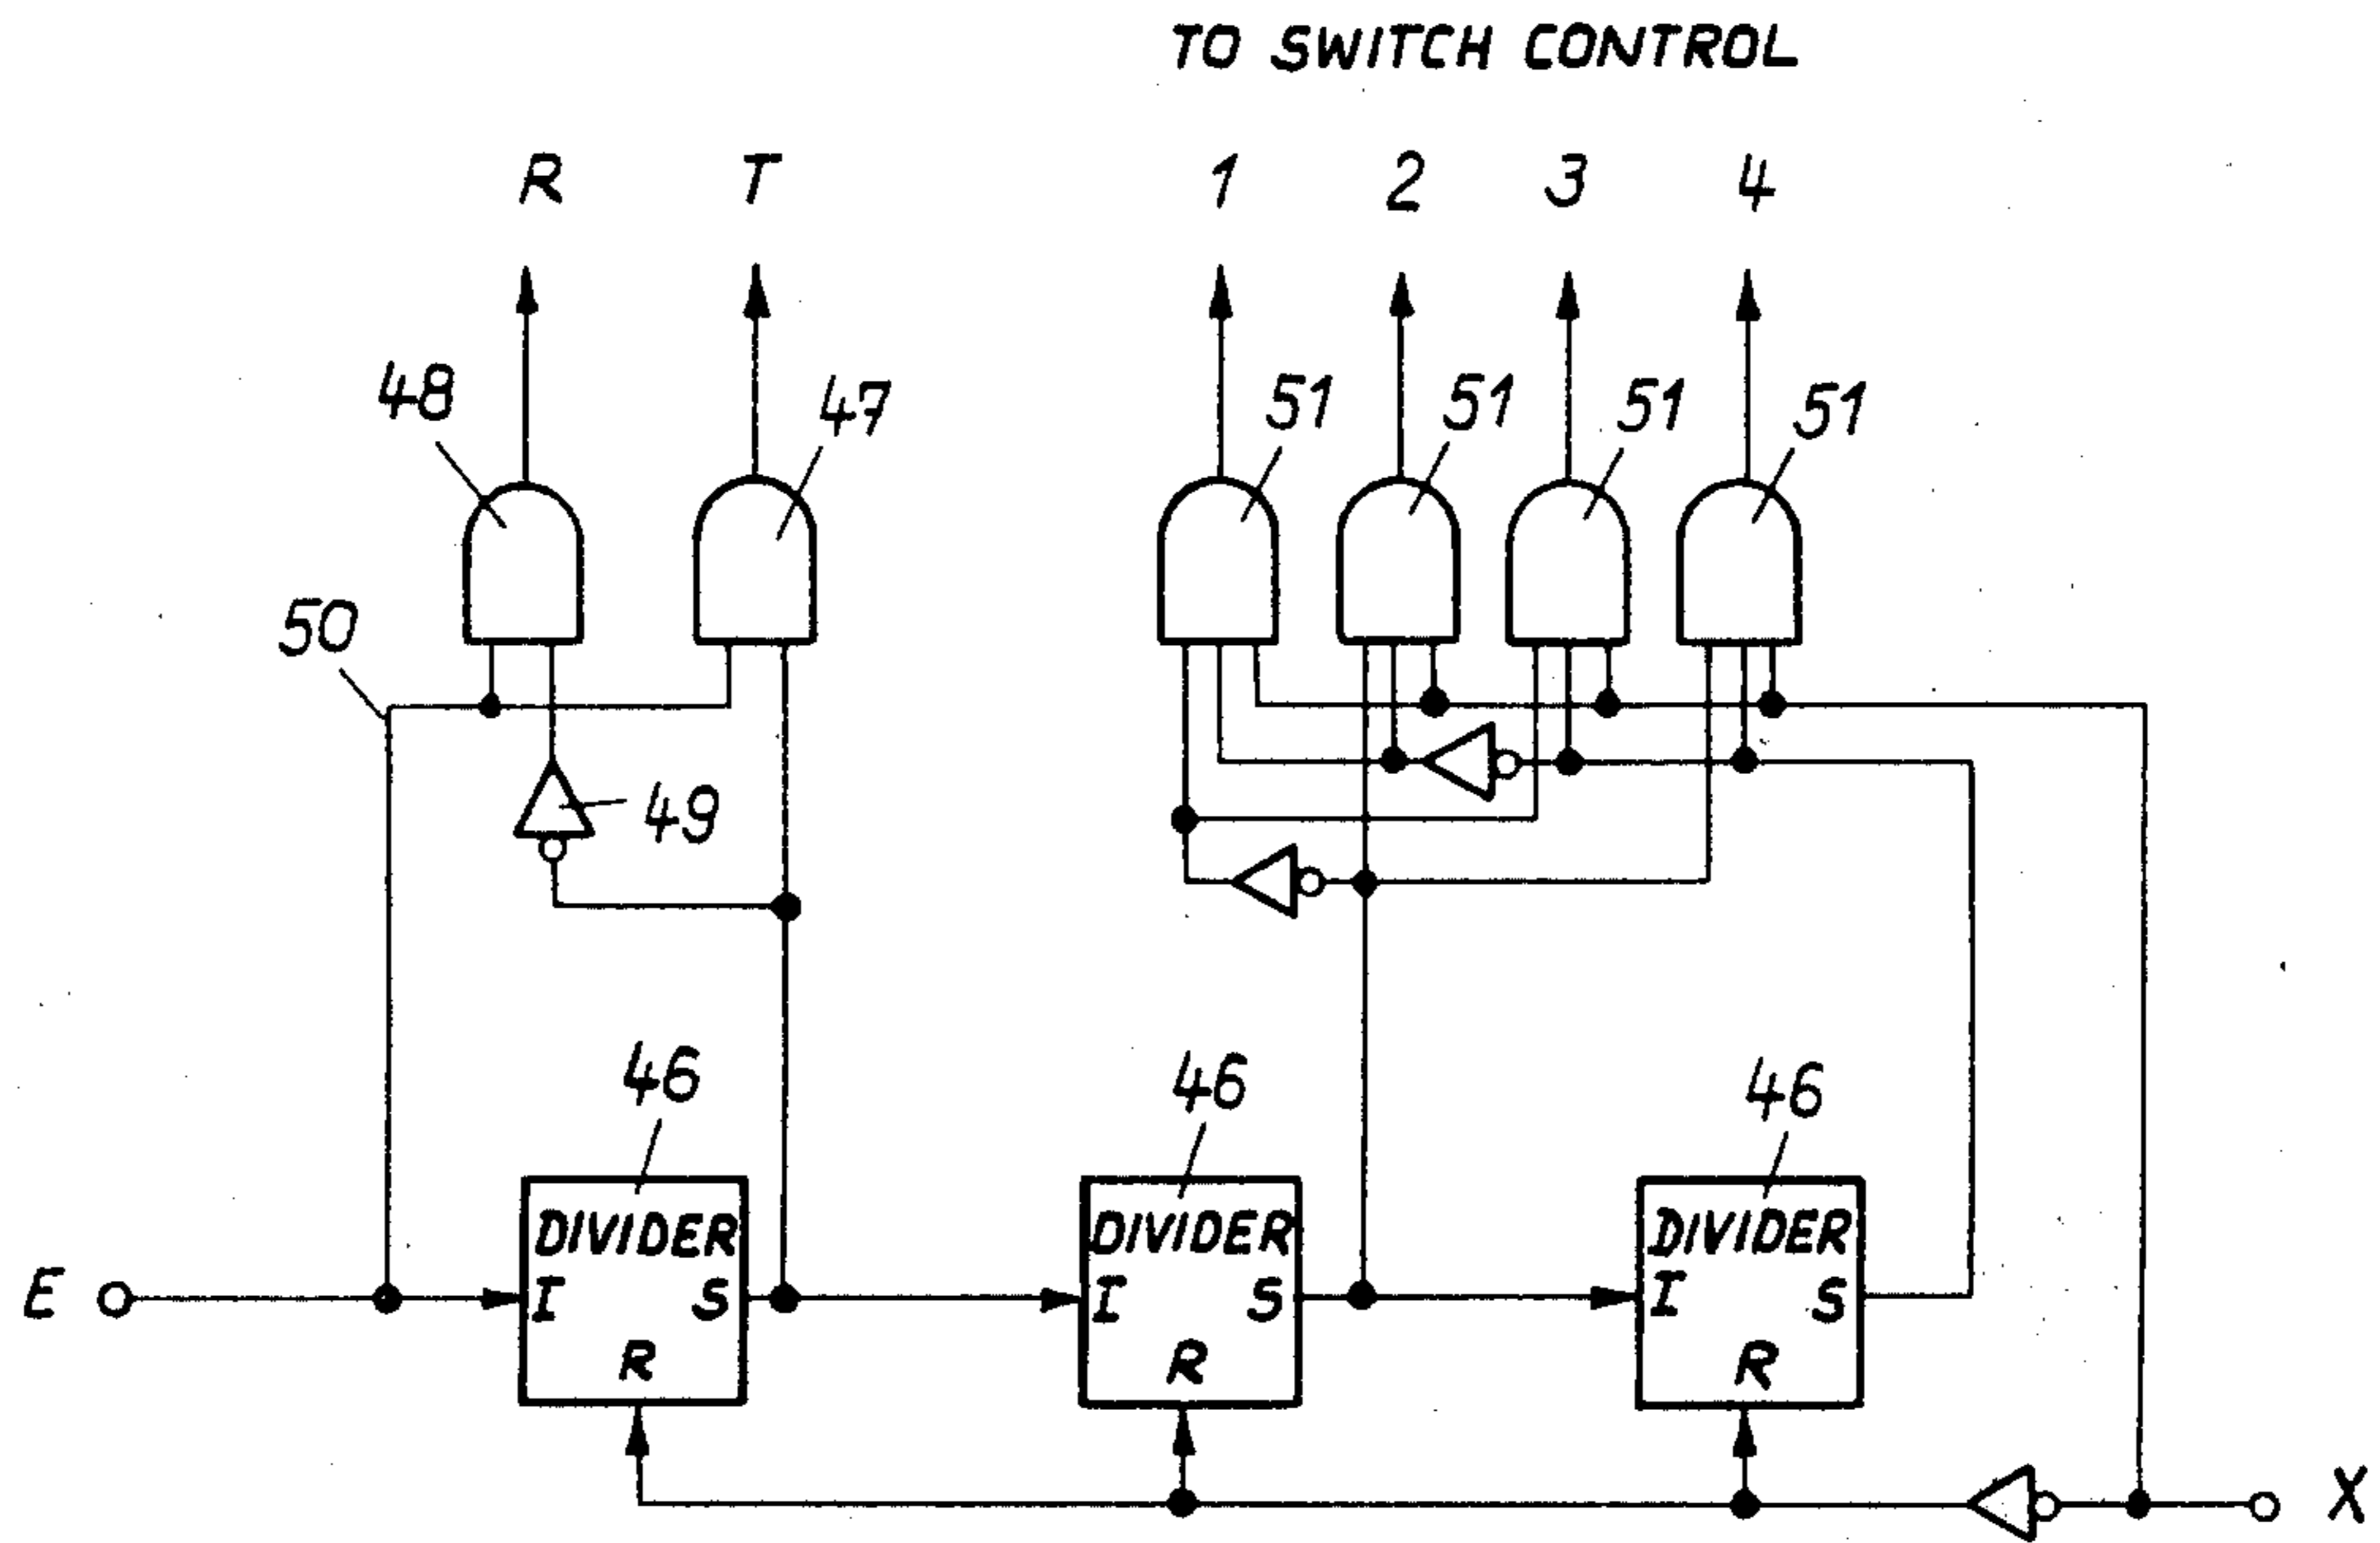 TO SWITCH CONTROL
R T 1 2 3 4
48 47 51 51 51 51
50
49
46 46 46
DIVIDER DIVIDER DIVIDER
E I S I S I S
R R R
X